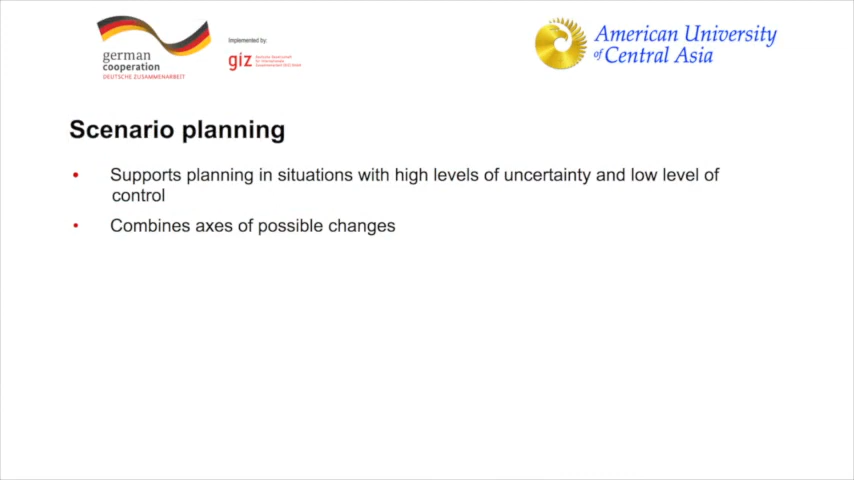 german
cooperation
DEUTSCHE ZUSAMMENARBEIT
Implemented by:
giz
American University
of Central Asia
Scenario planning
Supports planning in situations with high levels of uncertainty and low level of
control
Combines axes of possible changes